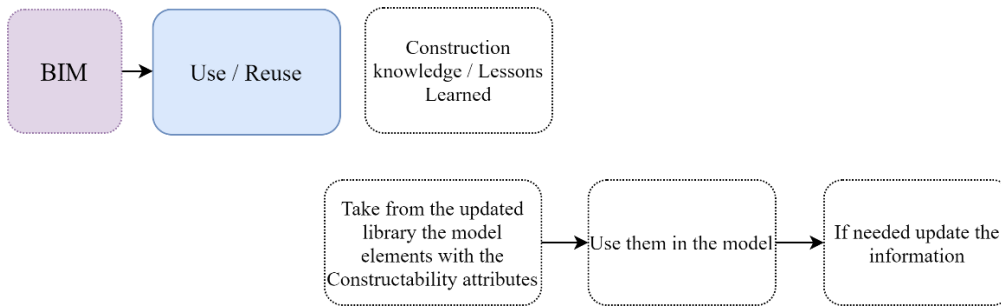 BIM
Use / Reuse
Construction
knowledge / Lessons
Learned
Take from the updated
library the model
elements with the
Constructability attributes
Use them in the model
If needed update the
information